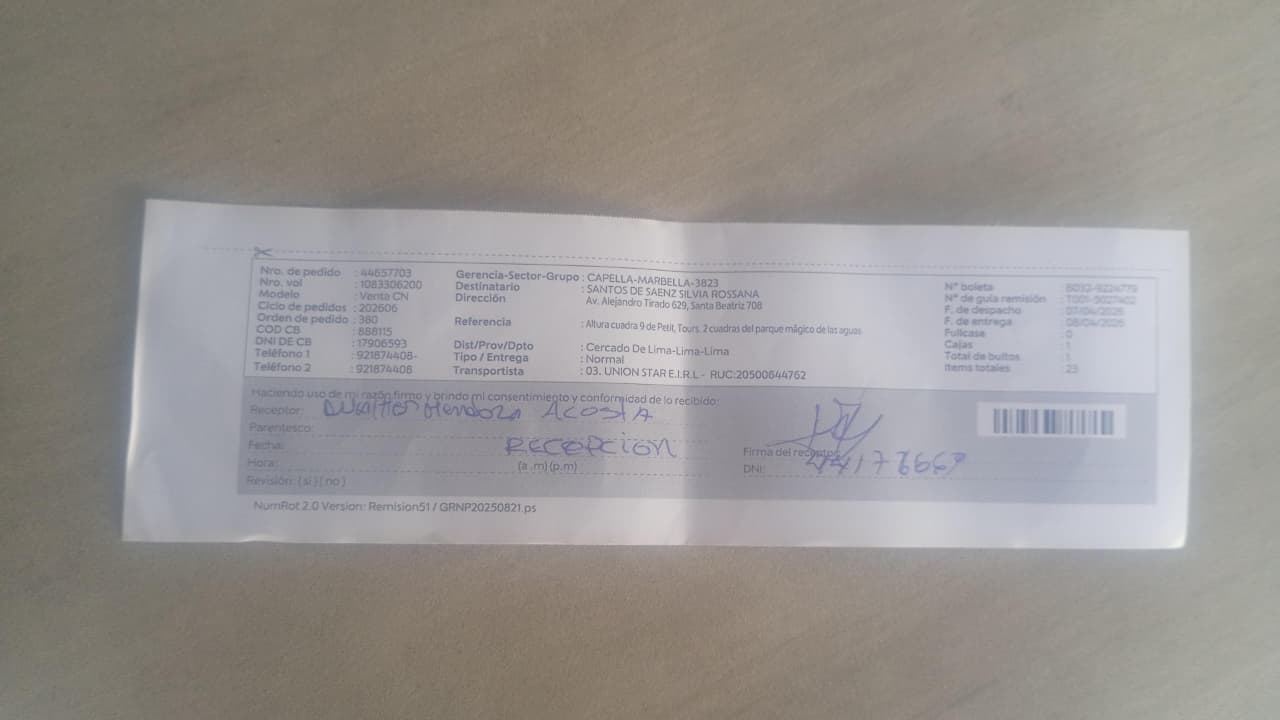 Nro. de pedido : 44657703
Nro. vol : 1083306200
Modelo : Venta CN
Ciclo de pedidos : 202606
Orden de pedido : 380
COD CB : 888115
DNI DE CB : 17906593
Teléfono 1 : 921874408-
Teléfono 2 : 921874408
Gerencia-Sector-Grupo : CAPELLA-MARBELLA-3823
Destinatario : SANTOS DE SAENZ SILVIA ROSSANA
Dirección Av. Alejandro Tirado 629, Santa Beatriz 708
Referencia : Altura cuadra 9 de Petit, Tours. 2 cuadras del parque mágico de las aguas
Dist/Prov/Dpto : Cercado De Lima-Lima-Lima
Tipo / Entrega : Normal
Transportista : 03. UNION STAR E.I.R.L - RUC:20500644762
N° boleta
N° de guía remisión :
F. de despacho : 07/04/2026
F. de entrega : 08/04/2026
Fullcase : 0
Cajas : 1
Total de bultos : 1
Items totales : 23
Haciendo uso de mi razón firmo y brindo mi consentimiento y conformidad de lo recibido:
Receptor: Mendoza ACOSTA
Parentesco:
Fecha: RECEPCION
Hora: (a .m) (p.m)
Revisión: ( si ) ( no )
Firma del receptor
DNI:
NumRot 2.0 Version: Remision51 / GRNP20250821.ps